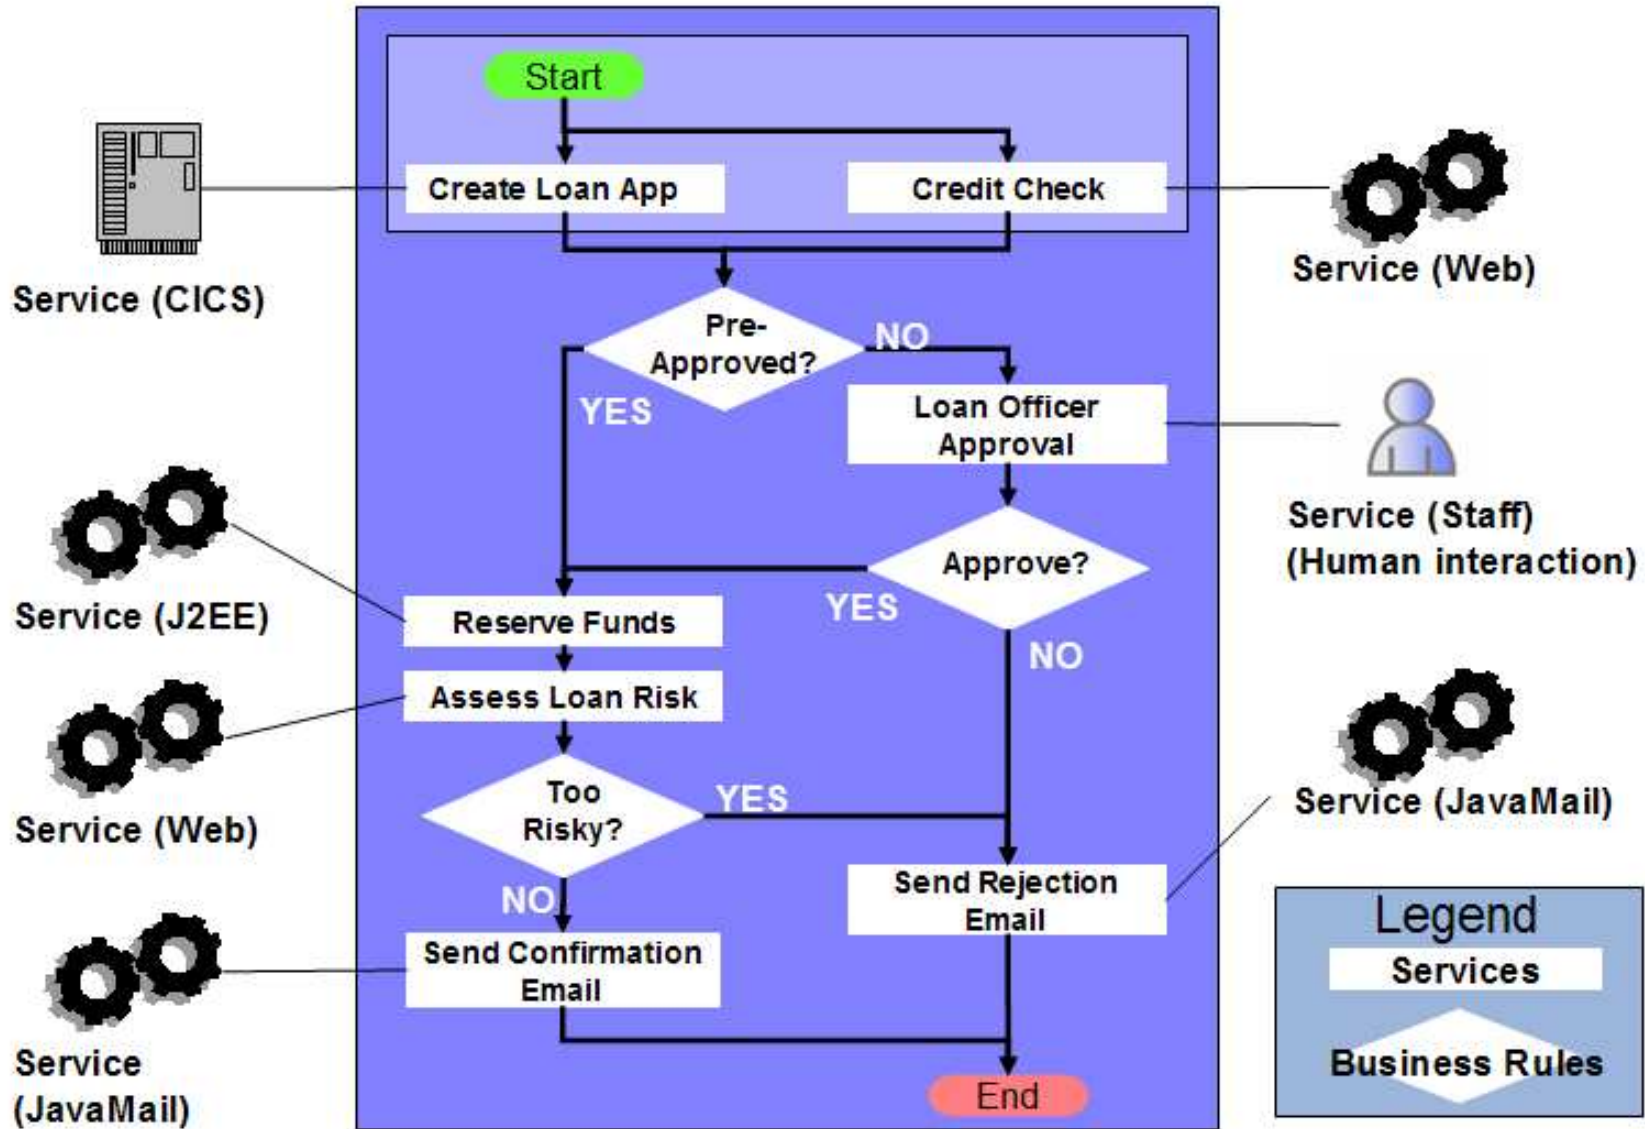 Start
Create Loan App
Credit Check
Service (CICS)
Service (Web)
Pre-
Approved?
NO
YES
Loan Officer
Approval
Service (Staff)
(Human interaction)
Approve?
YES
NO
Service (J2EE)
Reserve Funds
Assess Loan Risk
Service (Web)
Too
Risky?
YES
NO
Service (JavaMail)
Send Rejection
Email
Send Confirmation
Email
Service
(JavaMail)
End
Legend
Services
Business Rules